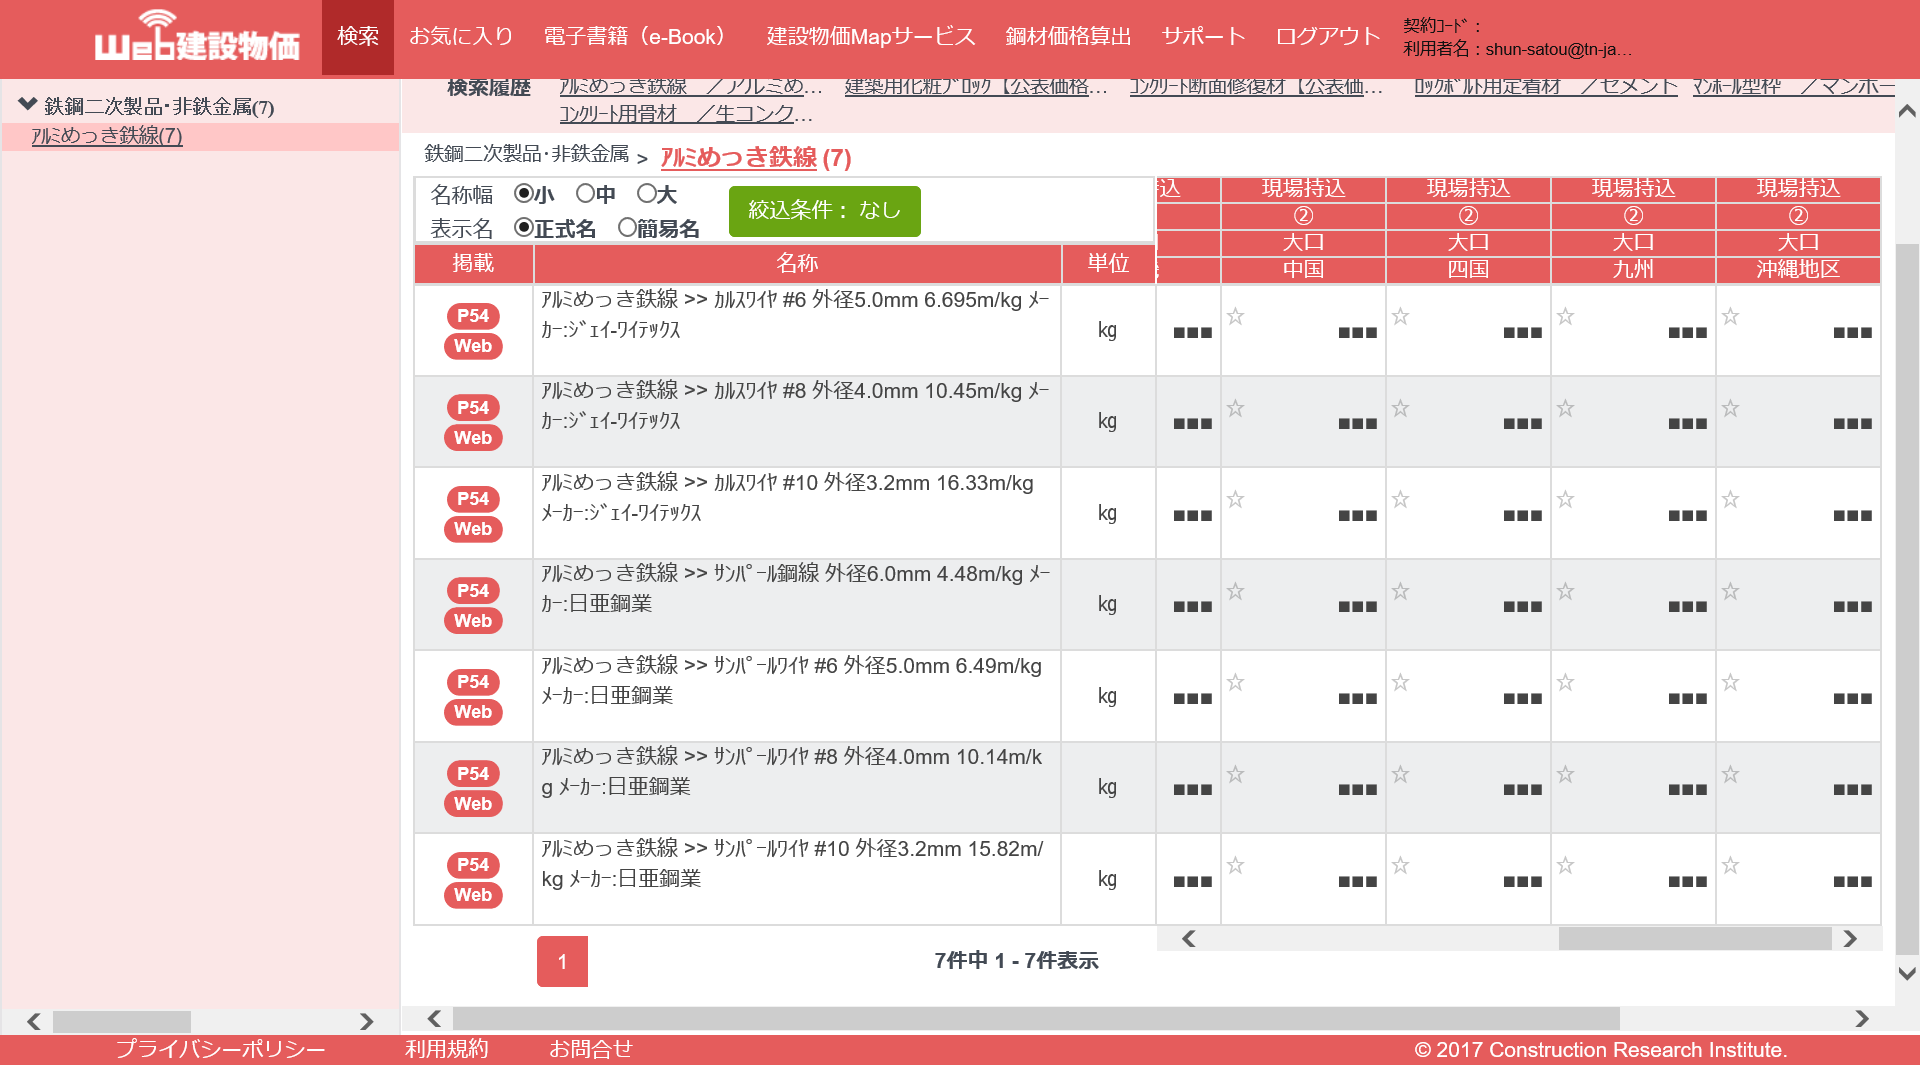 Web建設物価 検索 お気に入り 電子書籍（e-Book） 建設物価Mapサービス 鋼材価格算出 サポート ログアウト
契約ｺｰﾄﾞ：
利用者名：shun-satou@tn-ja…
鉄鋼二次製品･非鉄金属(7)
ｱﾙﾐめっき鉄線(7)
検索履歴 ｱﾙﾐめっき鉄線　／アルミめ… 建築用化粧ﾌﾞﾛｯｸ【公表価格… ｺﾝｸﾘｰﾄ断面修復材【公表価… ﾛｯｸﾎﾞﾙﾄ用定着材　／セメント ﾏﾝﾎｰﾙ型枠　／マンホー
ｺﾝｸﾘｰﾄ用骨材　／生コンク…
鉄鋼二次製品･非鉄金属 > ｱﾙﾐめっき鉄線 (7)
名称幅 小 中 大
表示名 正式名 簡易名
絞込条件： なし
掲載 名称 単位
込 現場持込 現場持込 現場持込 現場持込
② ② ② ②
大口 大口 大口 大口
中国 四国 九州 沖縄地区
P54
Web
ｱﾙﾐめっき鉄線 >> ｶﾙｽﾜｲﾔ #6 外径5.0mm 6.695m/kg ﾒｰ
ｶｰ:ｼﾞｪｲ-ﾜｲﾃｯｸｽ
kg ■■■ ☆ ■■■ ☆ ■■■ ☆ ■■■ ☆ ■■■
P54
Web
ｱﾙﾐめっき鉄線 >> ｶﾙｽﾜｲﾔ #8 外径4.0mm 10.45m/kg ﾒｰ
ｶｰ:ｼﾞｪｲ-ﾜｲﾃｯｸｽ
kg ■■■ ☆ ■■■ ☆ ■■■ ☆ ■■■ ☆ ■■■
P54
Web
ｱﾙﾐめっき鉄線 >> ｶﾙｽﾜｲﾔ #10 外径3.2mm 16.33m/kg
ﾒｰｶｰ:ｼﾞｪｲ-ﾜｲﾃｯｸｽ
kg ■■■ ☆ ■■■ ☆ ■■■ ☆ ■■■ ☆ ■■■
P54
Web
ｱﾙﾐめっき鉄線 >> ｻﾝﾊﾟｰﾙ鋼線 外径6.0mm 4.48m/kg ﾒｰ
ｶｰ:日亜鋼業
kg ■■■ ☆ ■■■ ☆ ■■■ ☆ ■■■ ☆ ■■■
P54
Web
ｱﾙﾐめっき鉄線 >> ｻﾝﾊﾟｰﾙﾜｲﾔ #6 外径5.0mm 6.49m/kg
ﾒｰｶｰ:日亜鋼業
kg ■■■ ☆ ■■■ ☆ ■■■ ☆ ■■■ ☆ ■■■
P54
Web
ｱﾙﾐめっき鉄線 >> ｻﾝﾊﾟｰﾙﾜｲﾔ #8 外径4.0mm 10.14m/k
g ﾒｰｶｰ:日亜鋼業
kg ■■■ ☆ ■■■ ☆ ■■■ ☆ ■■■ ☆ ■■■
P54
Web
ｱﾙﾐめっき鉄線 >> ｻﾝﾊﾟｰﾙﾜｲﾔ #10 外径3.2mm 15.82m/
kg ﾒｰｶｰ:日亜鋼業
kg ■■■ ☆ ■■■ ☆ ■■■ ☆ ■■■ ☆ ■■■
1 7件中 1 - 7件表示
プライバシーポリシー 利用規約 お問合せ © 2017 Construction Research Institute.